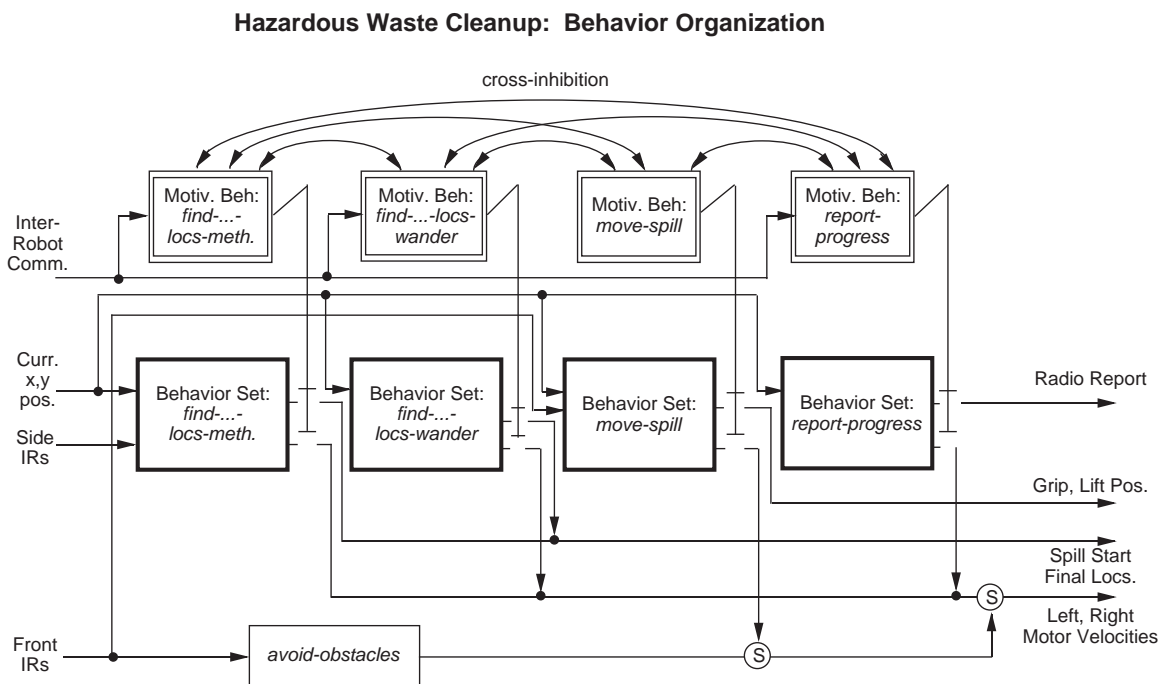 Hazardous Waste Cleanup: Behavior Organization
cross-inhibition
Motiv. Beh:
find-...-
locs-meth.
Motiv. Beh:
find-...-locs-
wander
Motiv. Beh:
move-spill
Motiv. Beh:
report-
progress
Inter-
Robot
Comm.
Curr.
x,y
pos.
Side
IRs
Behavior Set:
find-...-
locs-meth.
Behavior Set:
find-...-
locs-wander
Behavior Set:
move-spill
Behavior Set:
report-progress
Radio Report
Grip, Lift Pos.
Spill Start
Final Locs.
S
Left, Right
Motor Velocities
Front
IRs
avoid-obstacles
S